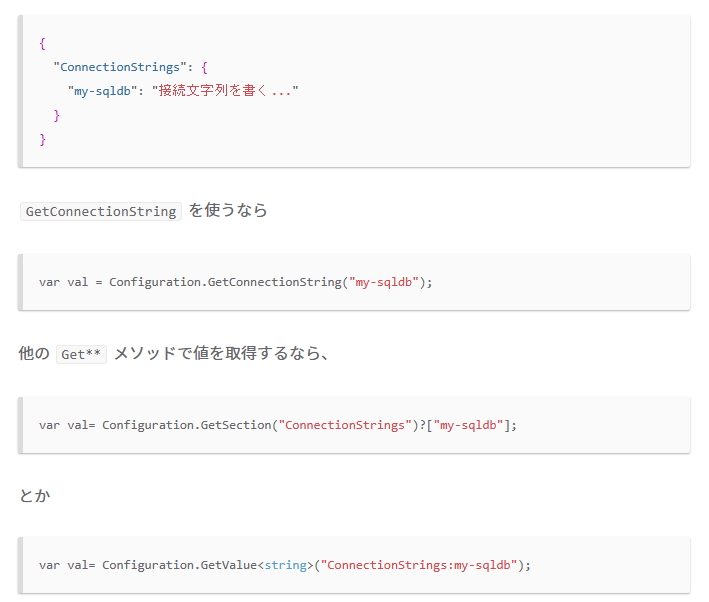 {
  "ConnectionStrings": {
    "my-sqldb": "接続文字列を書く..."
  }
}
GetConnectionString を使うなら
var val = Configuration.GetConnectionString("my-sqldb");
他の Get** メソッドで値を取得するなら、
var val= Configuration.GetSection("ConnectionStrings")?["my-sqldb"];
とか
var val= Configuration.GetValue<string>("ConnectionStrings:my-sqldb");